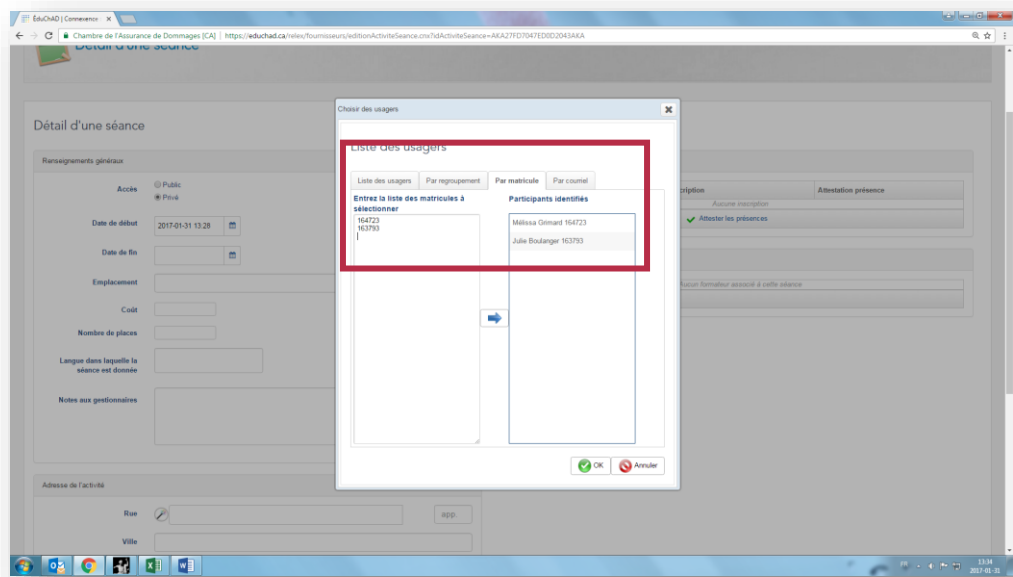 ÉduChAD | Connexence
Chambre de l'Assurance de Dommages [CA] | https://educhad.ca/relex/fournisseurs/editionActiviteSeance.cnx?idActiviteSeance=AKA27FD7047ED0D2043AKA
Détail d'une séance
Choisir des usagers
Détail d'une séance
Liste des usagers
Renseignements généraux
Liste des usagers Par regroupement Par matricule Par courriel
Accès
Public
Privé
Entrez la liste des matricules à
sélectionner
Participants identifiés
cription Attestation présence
Aucune inscription
Attester les présences
164723
163793
Mélissa Grimard 164723
Julie Boulanger 163793
Date de début 2017-01-31 13:28
Date de fin
Emplacement
Aucun formateur associé à cette séance
Coût
Nombre de places
Langue dans laquelle la
séance est donnée
Notes aux gestionnaires
OK Annuler
Adresse de l'activité
Rue app.
Ville
13:34
2017-01-31